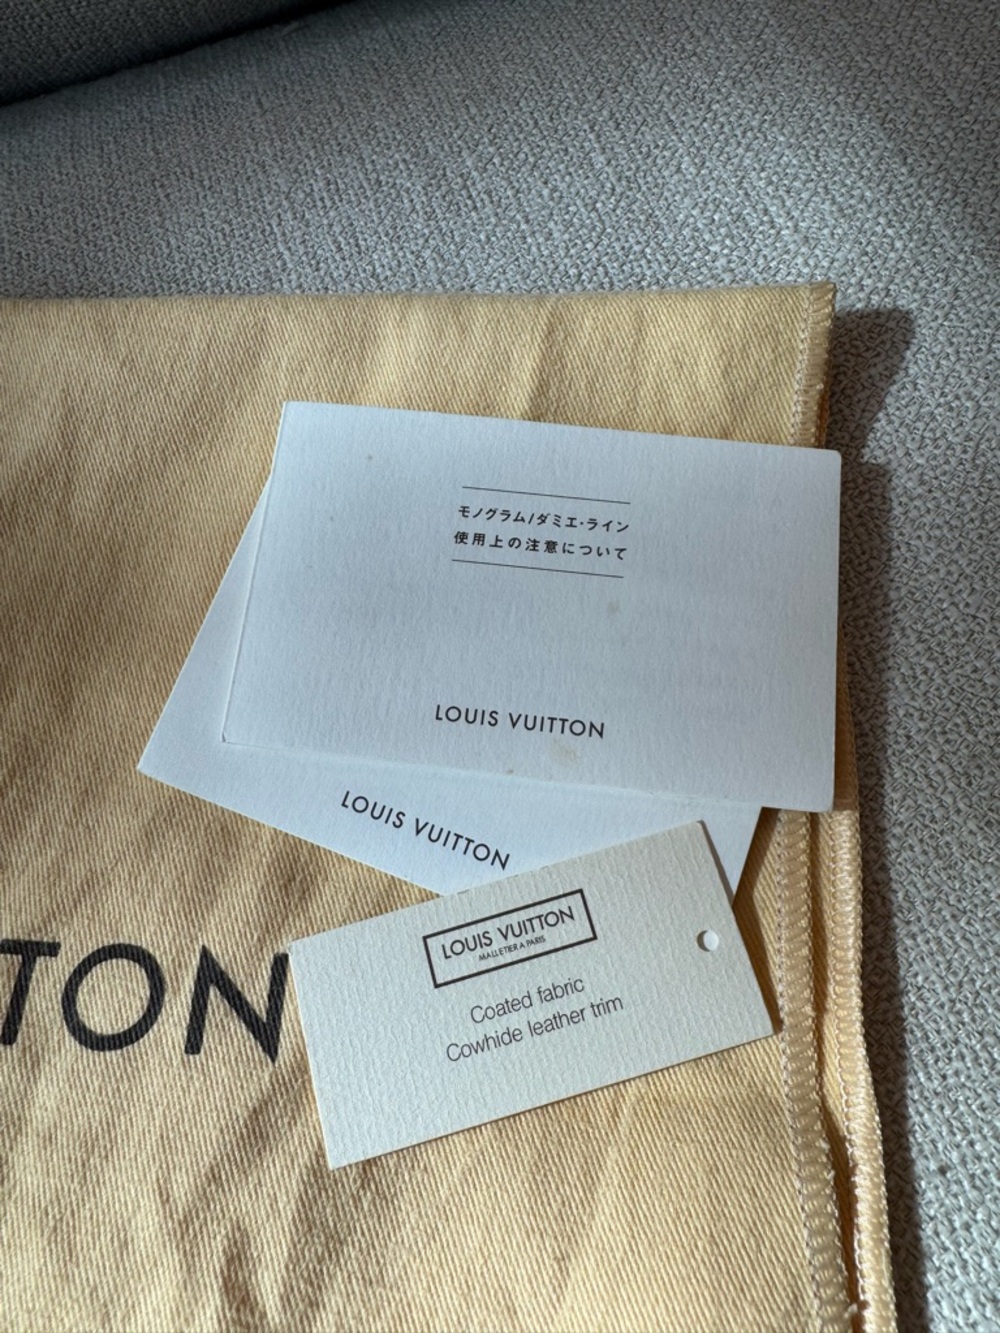 モノグラム/ダミエ・ライン
使用上の注意について
LOUIS VUITTON
LOUIS VUITTON
LOUIS VUITTON
MALLETIER A PARIS
Coated fabric
Cowhide leather trim
TTON